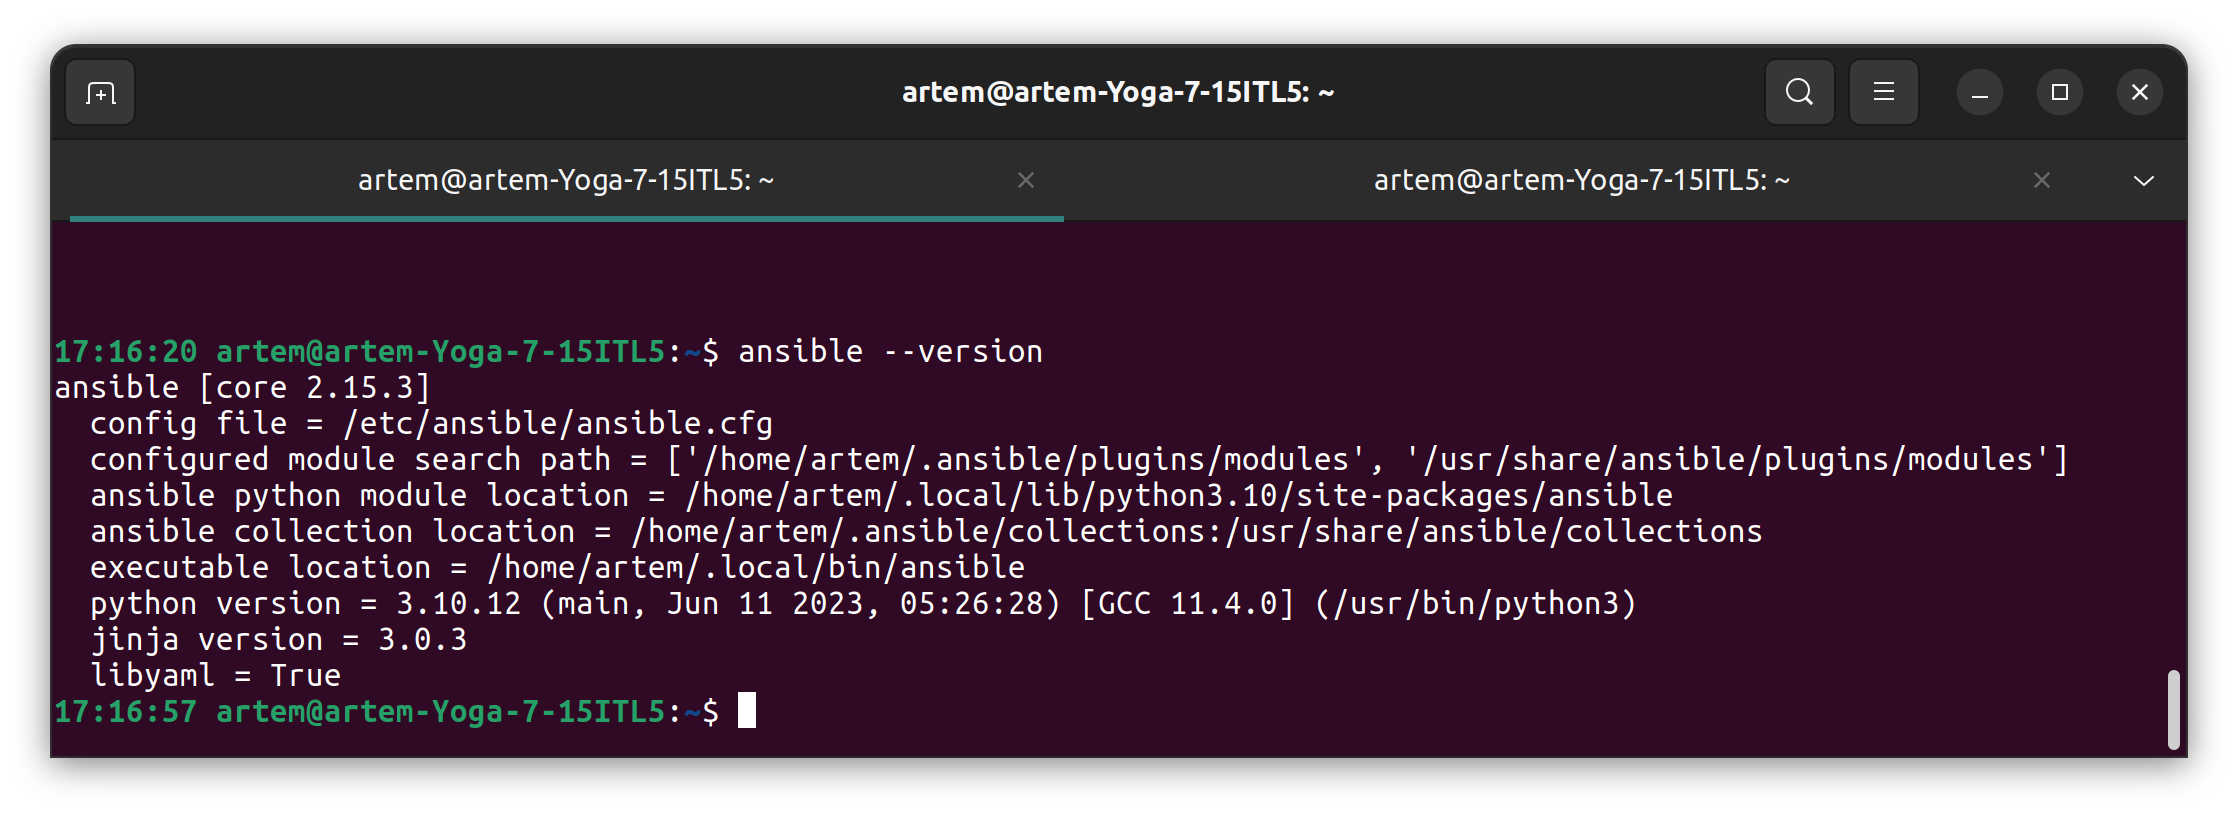 artem@artem-Yoga-7-15ITL5: ~
artem@artem-Yoga-7-15ITL5: ~
artem@artem-Yoga-7-15ITL5: ~
17:16:20 artem@artem-Yoga-7-15ITL5:~$ ansible --version
ansible [core 2.15.3]
  config file = /etc/ansible/ansible.cfg
  configured module search path = ['/home/artem/.ansible/plugins/modules', '/usr/share/ansible/plugins/modules']
  ansible python module location = /home/artem/.local/lib/python3.10/site-packages/ansible
  ansible collection location = /home/artem/.ansible/collections:/usr/share/ansible/collections
  executable location = /home/artem/.local/bin/ansible
  python version = 3.10.12 (main, Jun 11 2023, 05:26:28) [GCC 11.4.0] (/usr/bin/python3)
  jinja version = 3.0.3
  libyaml = True
17:16:57 artem@artem-Yoga-7-15ITL5:~$